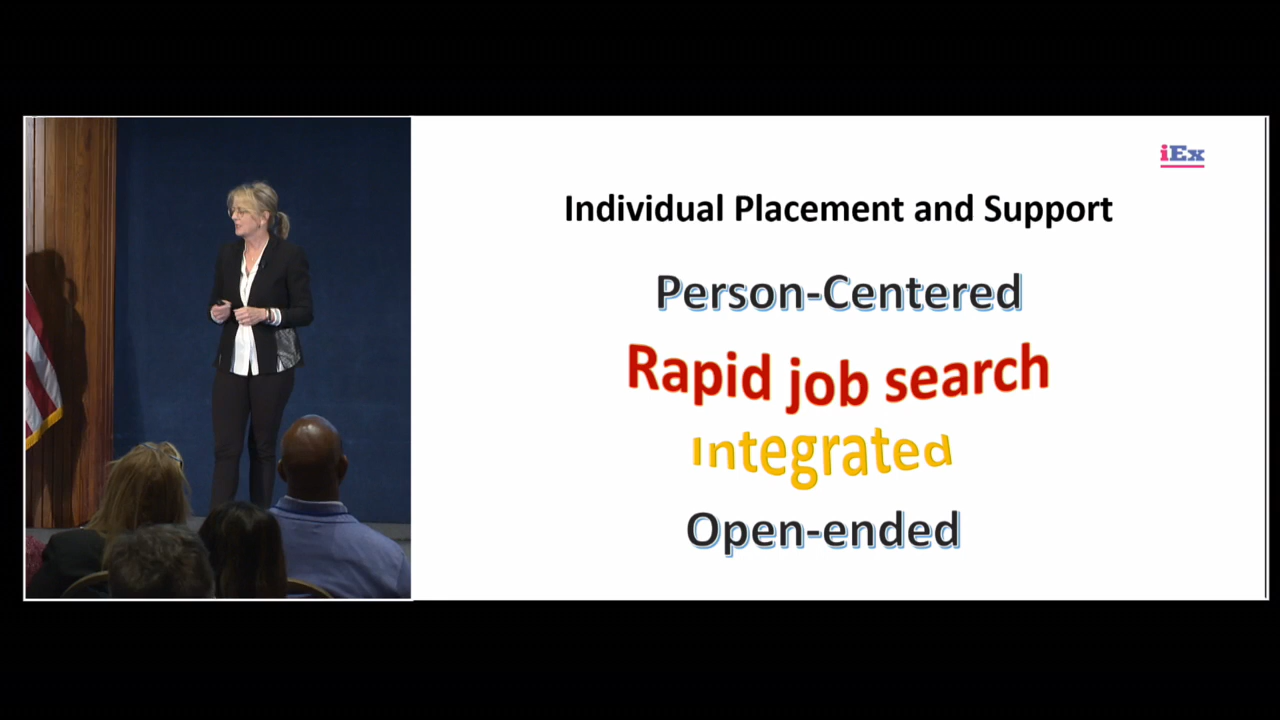 iEx
Individual Placement and Support
Person-Centered
Rapid job search
Integrated
Open-ended